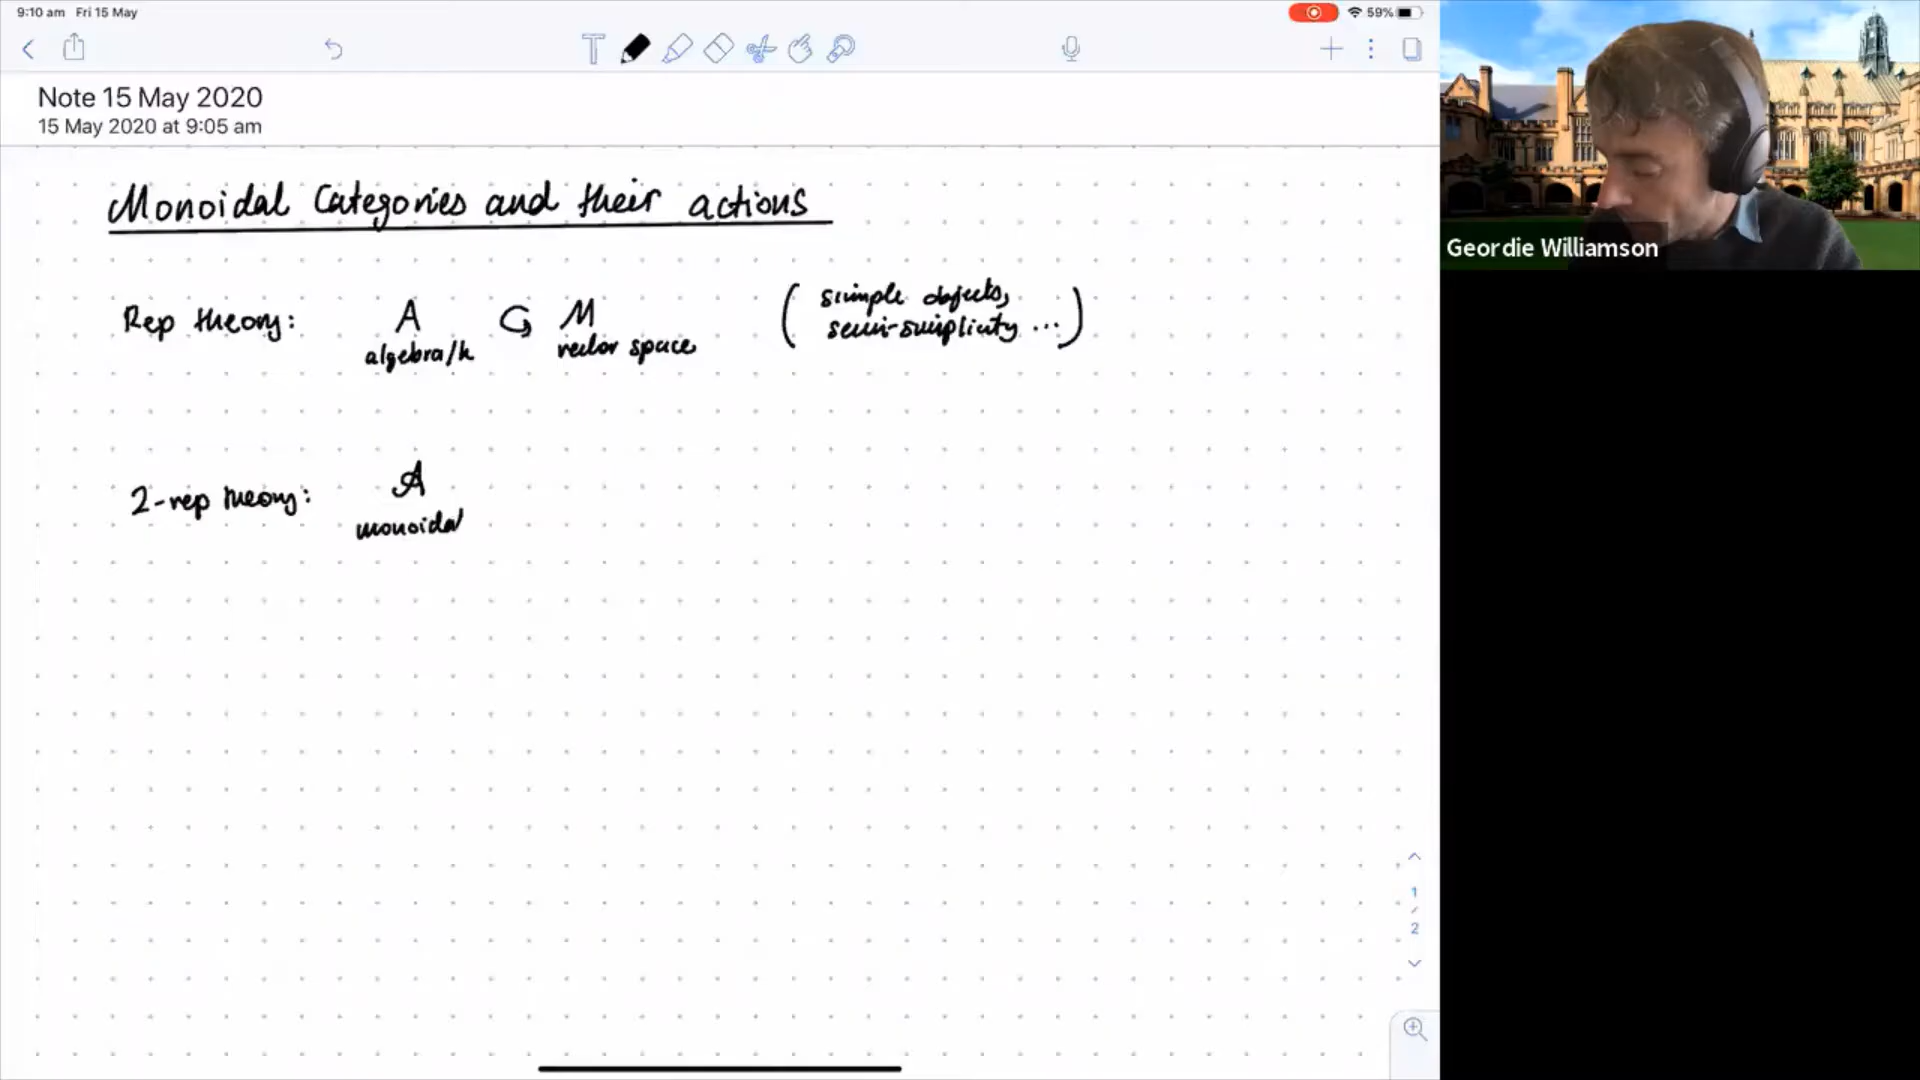 9:10 am Fri 15 May
59%
Note 15 May 2020
15 May 2020 at 9:05 am
Monoidal Categories and their actions
Rep theory: A M ( simple objects,
algebra/k vector space semi-simplicity ... )
2-rep theory: A
monoidal
1
/
2
Geordie Williamson